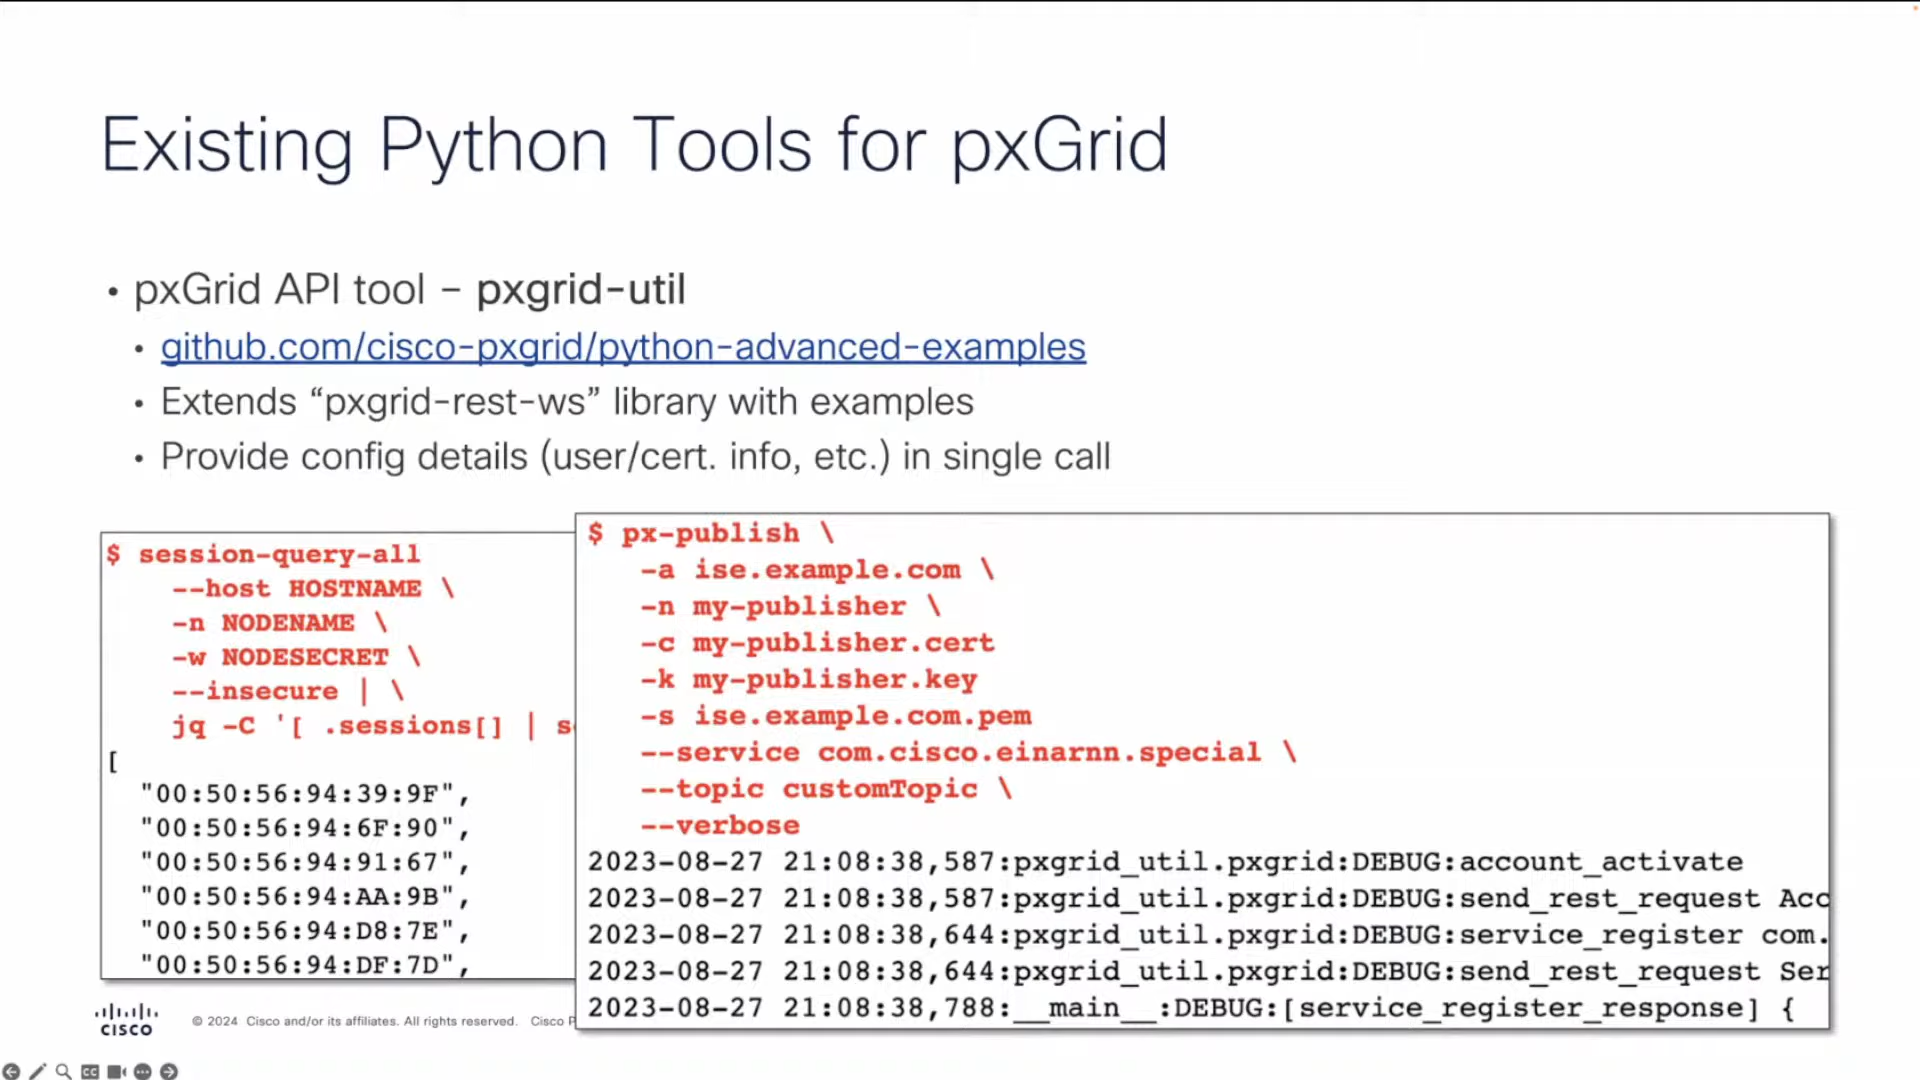 Existing Python Tools for pxGrid
• pxGrid API tool – pxgrid-util
• github.com/cisco-pxgrid/python-advanced-examples
• Extends “pxgrid-rest-ws” library with examples
• Provide config details (user/cert. info, etc.) in single call
$ session-query-all
--host HOSTNAME \
-n NODENAME \
-w NODESECRET \
--insecure | \
jq -C '[ .sessions[] | s
[
"00:50:56:94:39:9F",
"00:50:56:94:6F:90",
"00:50:56:94:91:67",
"00:50:56:94:AA:9B",
"00:50:56:94:D8:7E",
"00:50:56:94:DF:7D",
$ px-publish \
-a ise.example.com \
-n my-publisher \
-c my-publisher.cert
-k my-publisher.key
-s ise.example.com.pem
--service com.cisco.einarnn.special \
--topic customTopic \
--verbose
2023-08-27 21:08:38,587:pxgrid_util.pxgrid:DEBUG:account_activate
2023-08-27 21:08:38,587:pxgrid_util.pxgrid:DEBUG:send_rest_request Acc
2023-08-27 21:08:38,644:pxgrid_util.pxgrid:DEBUG:service_register com.
2023-08-27 21:08:38,644:pxgrid_util.pxgrid:DEBUG:send_rest_request Ser
2023-08-27 21:08:38,788:__main__:DEBUG:[service_register_response] {
CISCO
© 2024 Cisco and/or its affiliates. All rights reserved. Cisco P
CC